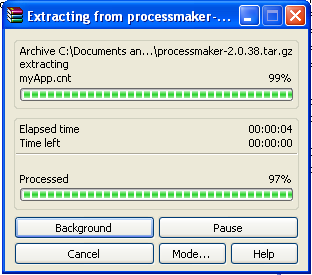 Extracting from processmaker-...
Archive C:\Documents an...\processmaker-2.0.38.tar.gz
extracting
myApp.cnt 99%
Elapsed time 00:00:04
Time left 00:00:00
Processed 97%
Background Pause
Cancel Mode... Help